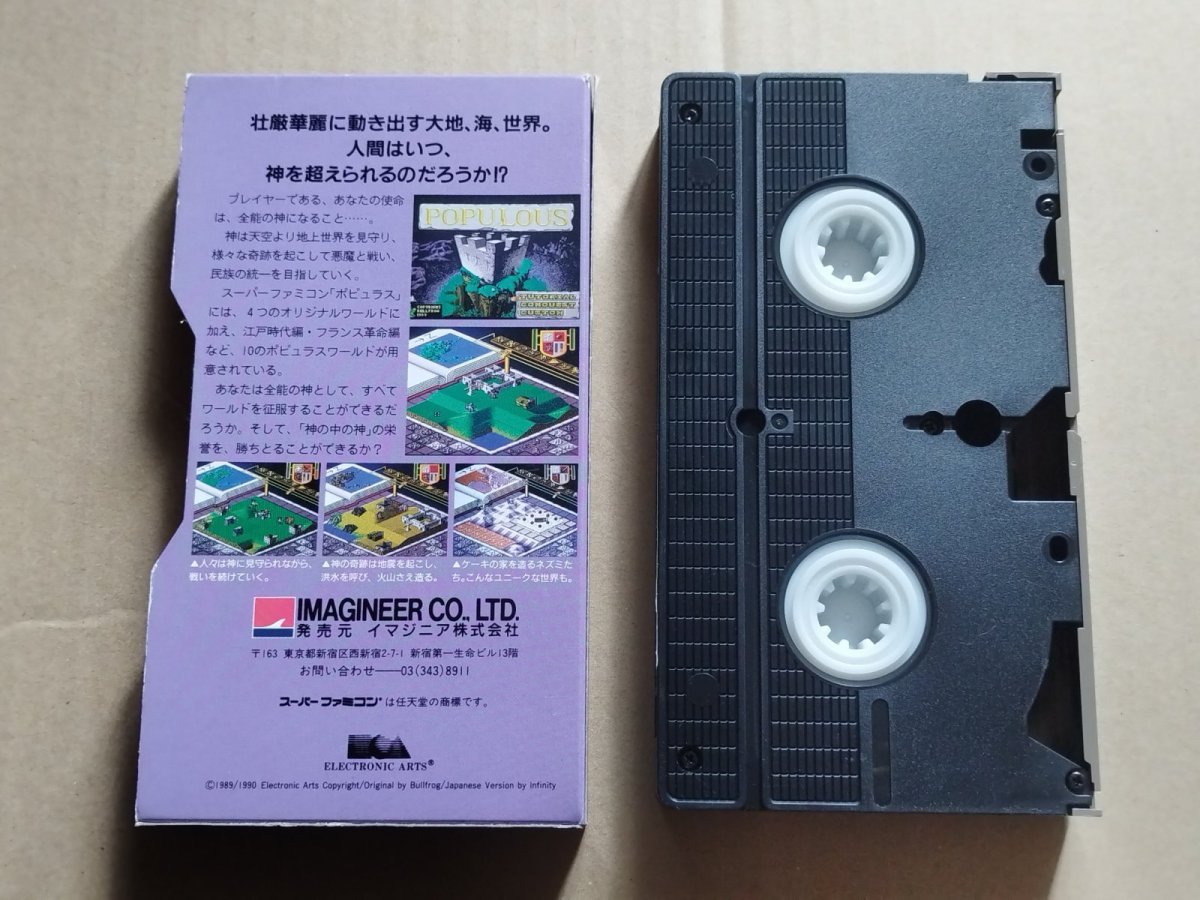 壮厳華麗に動き出す大地、海、世界。
人間はいつ、
神を超えられるのだろうか!?
プレイヤーである、あなたの使命
は、全能の神になること……。
神は天空より地上世界を見守り、
様々な奇跡を起こして悪魔と戦い、
民族の統一を目指していく。
スーパーファミコン「ポピュラス」
には、4つのオリジナルワールドに
加え、江戸時代編・フランス革命編
など、10のポピュラスワールドが用
意されている。
あなたは全能の神として、すべて
ワールドを征服することができるだ
ろうか。そして、「神の中の神」の栄
誉を、勝ちとることができるか?
POPULOUS
TUTORIAL
CONQUEST
CUSTOM
COPYRIGHT
BULLFROG
1989
▲人々は神に見守られながら、
戦いを続けていく。
▲神の奇跡は地震を起こし、
洪水を呼び、火山さえ造る。
▲ケーキの家を造るネズミた
ち。こんなユニークな世界も。
IMAGINEER CO., LTD.
発売元 イマジニア株式会社
〒163 東京都新宿区西新宿2-7-1 新宿第一生命ビル13階
お問い合わせ——03(343)8911
スーパーファミコン®は任天堂の商標です。
ELECTRONIC ARTS®
©1989/1990 Electronic Arts Copyright/Original by Bullfrog/Japanese Version by Infinity